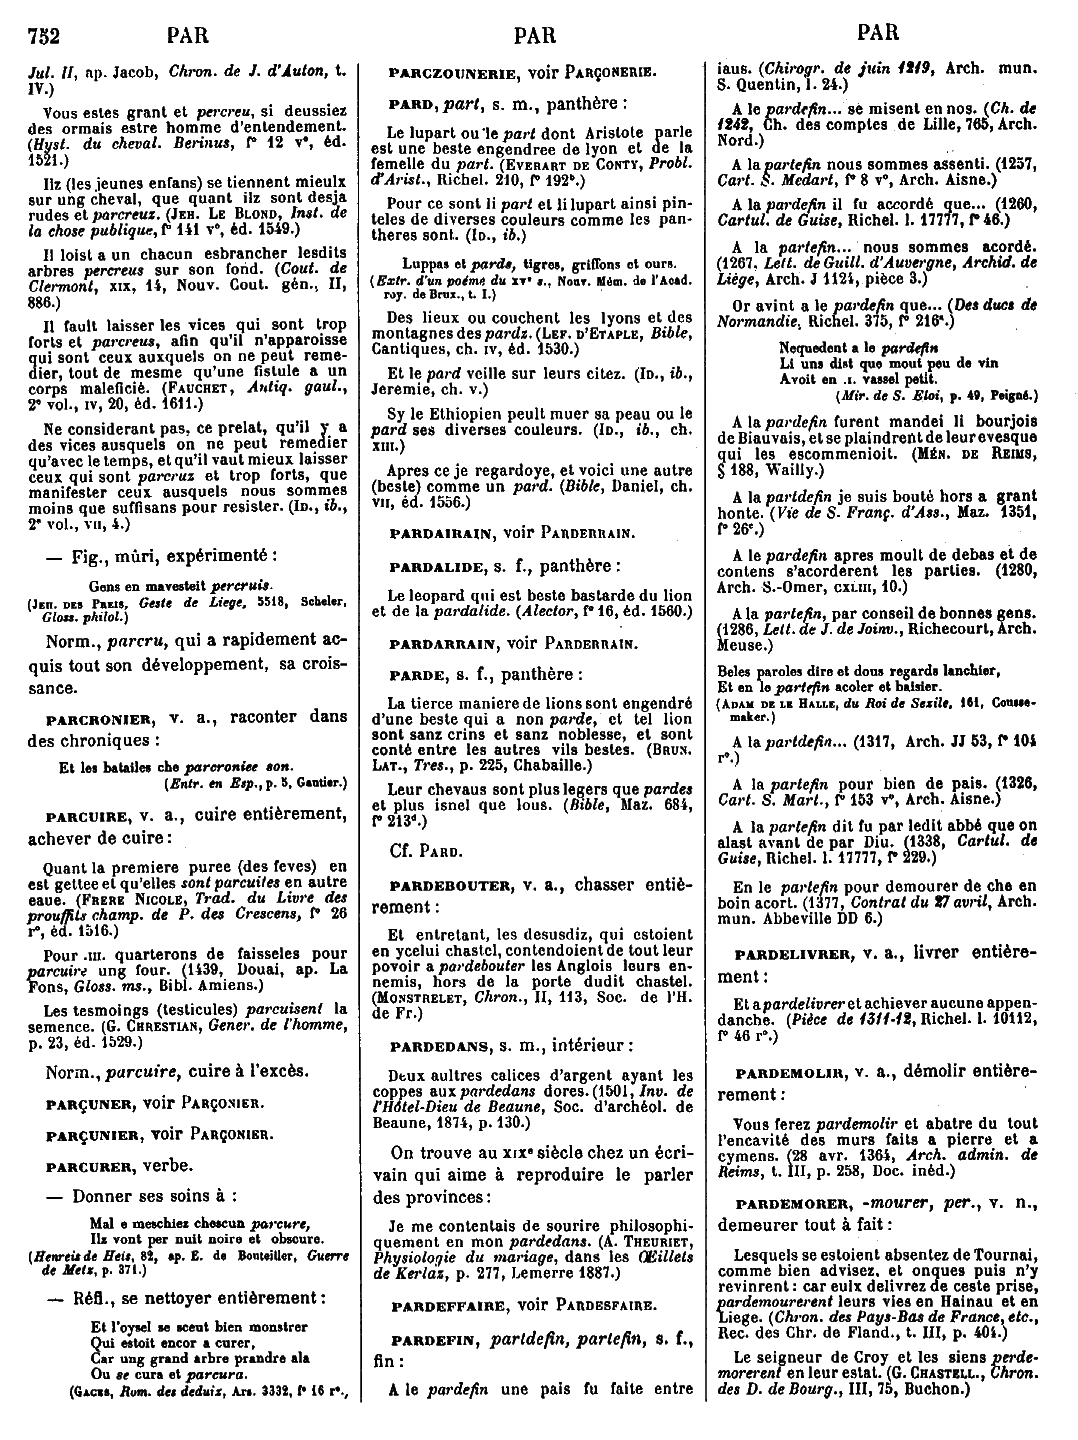 752 PAR PAR PAR
Jul. II, ap. Jacob, Chron. de J. d'Auton, t.
IV.)
Vous estes grant et percreu, si deussiez
des ormais estre homme d'entendement.
(Hyst. du cheval. Berinus, f° 12 v°, éd.
1521.)
Ilz (les jeunes enfans) se tiennent mieulx
sur ung cheval, que quant ilz sont desja
rudes et parcreuz. (JEH. LE BLOND, Inst. de
la chose publique, f° 141 v°, éd. 1549.)
Il loist a un chacun esbrancher lesdits
arbres percreus sur son fond. (Cout. de
Clermont, XIX, 14, Nouv. Cout. gén., II,
886.)
Il fault laisser les vices qui sont trop
forts et parcreus, afin qu'il n'apparoisse
qui sont ceux auxquels on ne peut reme-
dier, tout de mesme qu'une fistule a un
corps maleficié. (FAUCHET, Antiq. gaul.,
2° vol., IV, 20, éd. 1611.)
Ne considerant pas, ce prelat, qu'il y a
des vices ausquels on ne peut remedier
qu'avec le temps, et qu'il vaut mieux laisser
ceux qui sont parcruz et trop forts, que
manifester ceux ausquels nous sommes
moins que suffisans pour resister. (ID., ib.,
2° vol., VII, 4.)
— Fig., mûri, expérimenté :
Gens en mavesteit percruis.
(JEH. DES PREIS, Geste de Liege, 5518, Scheler,
Gloss. philol.)
Norm., parcru, qui a rapidement ac-
quis tout son développement, sa crois-
sance.
PARCRONIER, v. a., raconter dans
des chroniques :
Et les batailes che parcroniee son.
(Entr. en Esp., p. 5, Gautier.)
PARCUIRE, v. a., cuire entièrement,
achever de cuire :
Quant la premiere puree (des feves) en
est gettee et qu'elles sont parcuites en autre
eaue. (FRERE NICOLE, Trad. du Livre des
prouffits champ. de P. des Crescens, f° 26
r°, éd. 1516.)
Pour .III. quarterons de faisseles pour
parcuire ung four. (1439, Douai, ap. La
Fons, Gloss. ms., Bibl. Amiens.)
Les tesmoings (testicules) parcuisent la
semence. (G. CHRESTIAN, Gener. de l'homme,
p. 23, éd. 1529.)
Norm., parcuire, cuire à l'excès.
PARÇUNER, voir PARÇONIER.
PARÇUNIER, voir PARÇONIER.
PARCURER, verbe.
— Donner ses soins à :
Mal e meschiez chescun parcure,
Ilz vont per nuit noire et obscure.
(Henreis de Heis, 82, ap. E. de Bouteiller, Guerre
de Metz, p. 371.)
— Réfl., se nettoyer entièrement :
Et l'oysel se sceut bien monstrer
Qui estoit encor a curer,
Car ung grand arbre prandre ala
Ou se cura et parcura.
(GACES, Rom. des deduiz, Ars. 3332, f° 16 r°.,
PARCZOUNERIE, voir PARÇONERIE.
PARD, part, s. m., panthère :
Le lupart ou le part dont Aristote parle
est une beste engendree de lyon et de la
femelle du part. (EVERART DE CONTY, Probl.
d'Arist., Richel. 210, f° 192b.)
Pour ce sont li part et li lupart ainsi pin-
teles de diverses couleurs comme les pan-
theres sont. (ID., ib.)
Luppas et pards, tigres, griffons et ours.
(Extr. d'un poéme du XVe s., Nouv. Mém. de l'Acad.
roy. de Brux., t. I.)
Des lieux ou couchent les lyons et des
montagnes des pardz. (LEF. D'ETAPLE, Bible,
Cantiques, ch. IV, éd. 1530.)
Et le pard veille sur leurs citez. (ID., ib.,
Jeremie, ch. V.)
Sy le Ethiopien peult muer sa peau ou le
pard ses diverses couleurs. (ID., ib., ch.
XIII.)
Apres ce je regardoye, et voici une autre
(beste) comme un pard. (Bible, Daniel, ch.
VII, éd. 1556.)
PARDAIRAIN, voir PARDERRAIN.
PARDALIDE, s. f., panthère :
Le leopard qui est beste bastarde du lion
et de la pardalide. (Alector, f° 16, éd. 1560.)
PARDARRAIN, voir PARDERRAIN.
PARDE, s. f., panthère :
La tierce maniere de lions sont engendré
d'une beste qui a non parde, et tel lion
sont sanz crins et sanz noblesse, et sont
conté entre les autres vils bestes. (BRUN.
LAT., Tres., p. 225, Chabaille.)
Leur chevaus sont plus legers que pardes
et plus isnel que lous. (Bible, Maz. 684,
f° 213d.)
Cf. PARD.
PARDEBOUTER, v. a., chasser entiè-
rement :
Et entretant, les desusdiz, qui estoient
en ycelui chastel, contendoient de tout leur
povoir a pardebouter les Anglois leurs en-
nemis, hors de la porte dudit chastel.
(MONSTRELET, Chron., II, 113, Soc. de l'H.
de Fr.)
PARDEDANS, s. m., intérieur :
Deux aultres calices d'argent ayant les
coppes aux pardedans dores. (1501, Inv. de
l'Hôtel-Dieu de Beaune, Soc. d'archéol. de
Beaune, 1874, p. 130.)
On trouve au XIXe siècle chez un écri-
vain qui aime à reproduire le parler
des provinces :
Je me contentais de sourire philosophi-
quement en mon pardedans. (A. THEURIET,
Physiologie du mariage, dans les Œillets
de Kerlaz, p. 277, Lemerre 1887.)
PARDEFFAIRE, voir PARDESFAIRE.
PARDEFIN, partdefin, partefin, s. f.,
fin :
A le pardefin une pais fu faite entre
iaus. (Chirogr. de juin 1219, Arch. mun.
S. Quentin, l. 24.)
A le pardefin... se misent en nos. (Ch. de
1242, Ch. des comptes de Lille, 765, Arch.
Nord.)
A la partefin nous sommes assenti. (1257,
Cart. S. Medart, f° 8 v°, Arch. Aisne.)
A la pardefin il fu accordé que... (1260,
Cartul. de Guise, Richel. l. 17777, f° 46.)
A la partefin... nous sommes acordé.
(1267, Lett. de Guill. d'Auvergne, Archid. de
Liége, Arch. J 1124, pièce 3.)
Or avint a le pardefin que... (Des ducs de
Normandie, Richel. 375, f° 216e.)
Nequedent a le pardefin
Li uns dist que mout peu de vin
Avoit en .I. vassel petit.
(Mir. de S. Eloi, p. 49, Peigné.)
A la pardefin furent mandei li bourjois
de Biauvais, et se plaindrent de leur evesque
qui les escommenioit. (MÉN. DE REIMS,
§ 188, Wailly.)
A la partdefin je suis bouté hors a grant
honte. (Vie de S. Franç. d'Ass., Maz. 1351,
f° 26c.)
A le pardefin apres moult de debas et de
contens s'acorderent les parties. (1280,
Arch. S.-Omer, CXLIII, 10.)
A la partefin, par conseil de bonnes gens.
(1286, Lett. de J. de Joinv., Richecourt, Arch.
Meuse.)
Beles paroles dire et dous regards lanchier,
Et en le partefin acoler et baisier.
(ADAM DE LE HALLE, du Roi de Sezile, 161, Cousse-
maker.)
A la partdefin... (1317, Arch. JJ 53, f° 104
r°.)
A la partefin pour bien de pais. (1326,
Cart. S. Mart., f° 153 v°, Arch. Aisne.)
A la partefin dit fu par ledit abbé que on
alast avant de par Diu. (1338, Cartul. de
Guise, Richel. l. 17777, f° 229.)
En le partefin pour demourer de che en
boin acort. (1377, Contrat du 27 avril, Arch.
mun. Abbeville DD 6.)
PARDELIVRER, v. a., livrer entière-
ment :
Et a pardelivrer et achiever aucune appen-
danche. (Pièce de 1311-12, Richel. l. 10112,
f° 46 r°.)
PARDEMOLIR, v. a., démolir entière-
rement :
Vous ferez pardemolir et abatre du tout
l'encavité des murs faits a pierre et a
cymens. (28 avr. 1364, Arch. admin. de
Reims, t. III, p. 258, Doc. inéd.)
PARDEMORER, -mourer, per., v. n.,
demeurer tout à fait :
Lesquels se estoient absentez de Tournai,
comme bien advisez, et onques puis n'y
revinrent : car eulx delivrez de ceste prise,
pardemourerent leurs vies en Hainau et en
Liege. (Chron. des Pays-Bas de France, etc.,
Rec. des Chr. de Fland., t. III, p. 404.)
Le seigneur de Croy et les siens perde-
morerent en leur estat. (G. CHASTELL., Chron.
des D. de Bourg., III, 75, Buchon.)